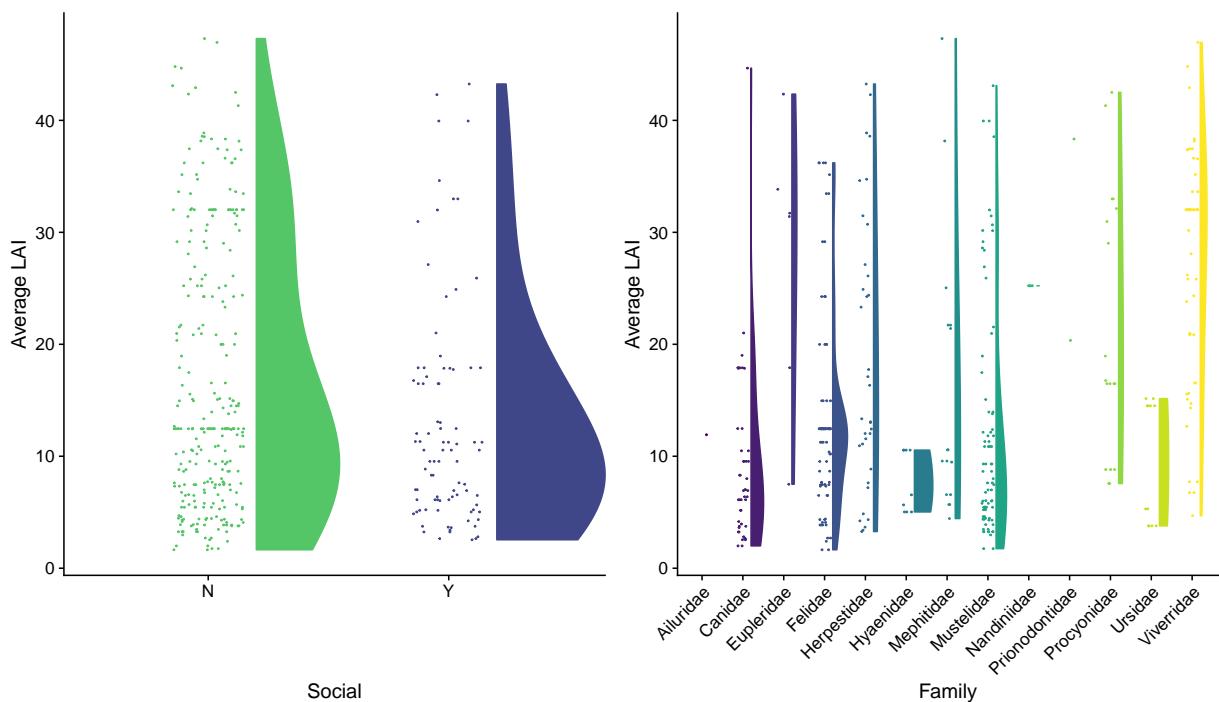 Average LAI
40
30
20
10
0
N
Y
Social
Average LAI
40
30
20
10
0
Ailuridae
Canidae
Eupleridae
Felidae
Herpestidae
Hyaenidae
Mephitidae
Mustelidae
Nandiniidae
Prionodontidae
Procyonidae
Ursidae
Viverridae
Family